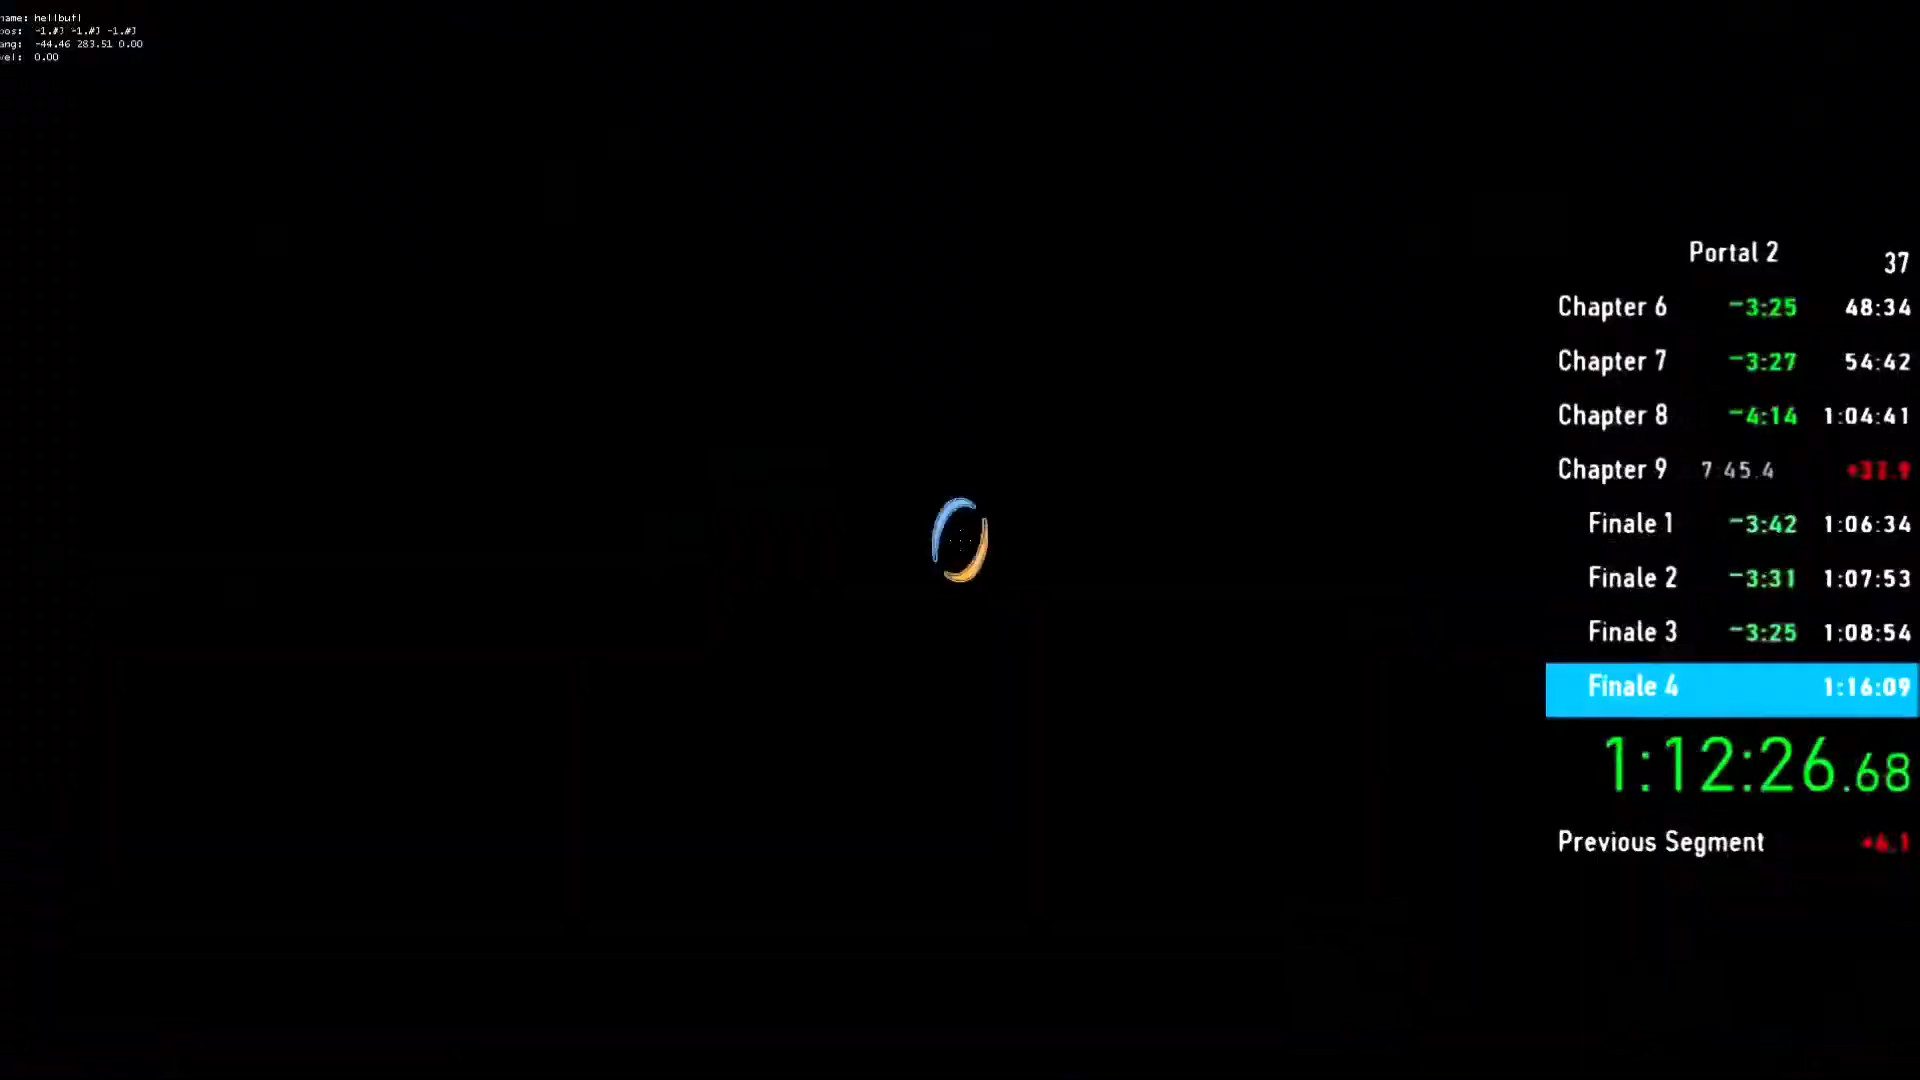 name: hellbutl
pos: -1.#J -1.#J -1.#J
ang: -44.46 283.51 0.00
vel: 0.00
Portal 2
37
Chapter 6 -3:25 48:34
Chapter 7 -3:27 54:42
Chapter 8 -4:14 1:04:41
Chapter 9 7 45.4
Finale 1 -3:42 1:06:34
Finale 2 -3:31 1:07:53
Finale 3 -3:25 1:08:54
Finale 4 1:16:09
1:12:26.68
Previous Segment +6.1